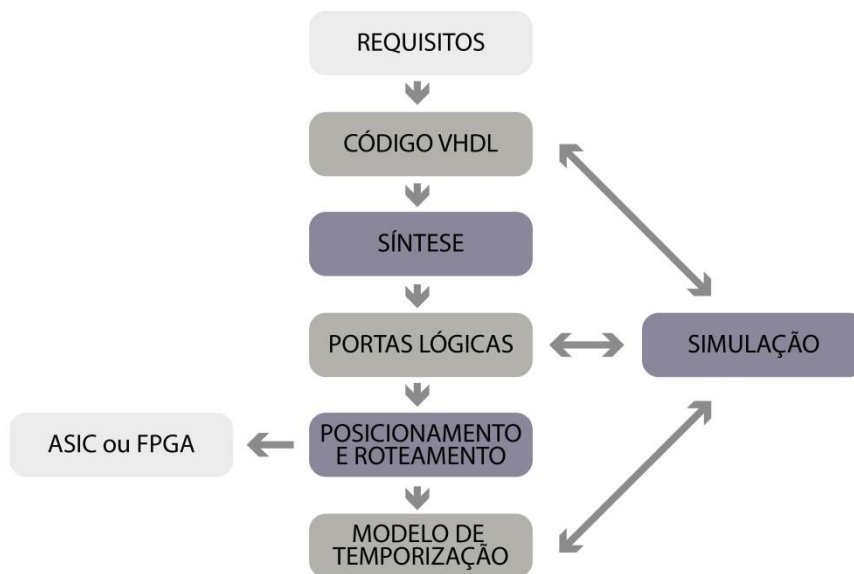 REQUISITOS
CÓDIGO VHDL
SÍNTESE
PORTAS LÓGICAS
SIMULAÇÃO
ASIC ou FPGA
POSICIONAMENTO
E ROTEAMENTO
MODELO DE
TEMPORIZAÇÃO